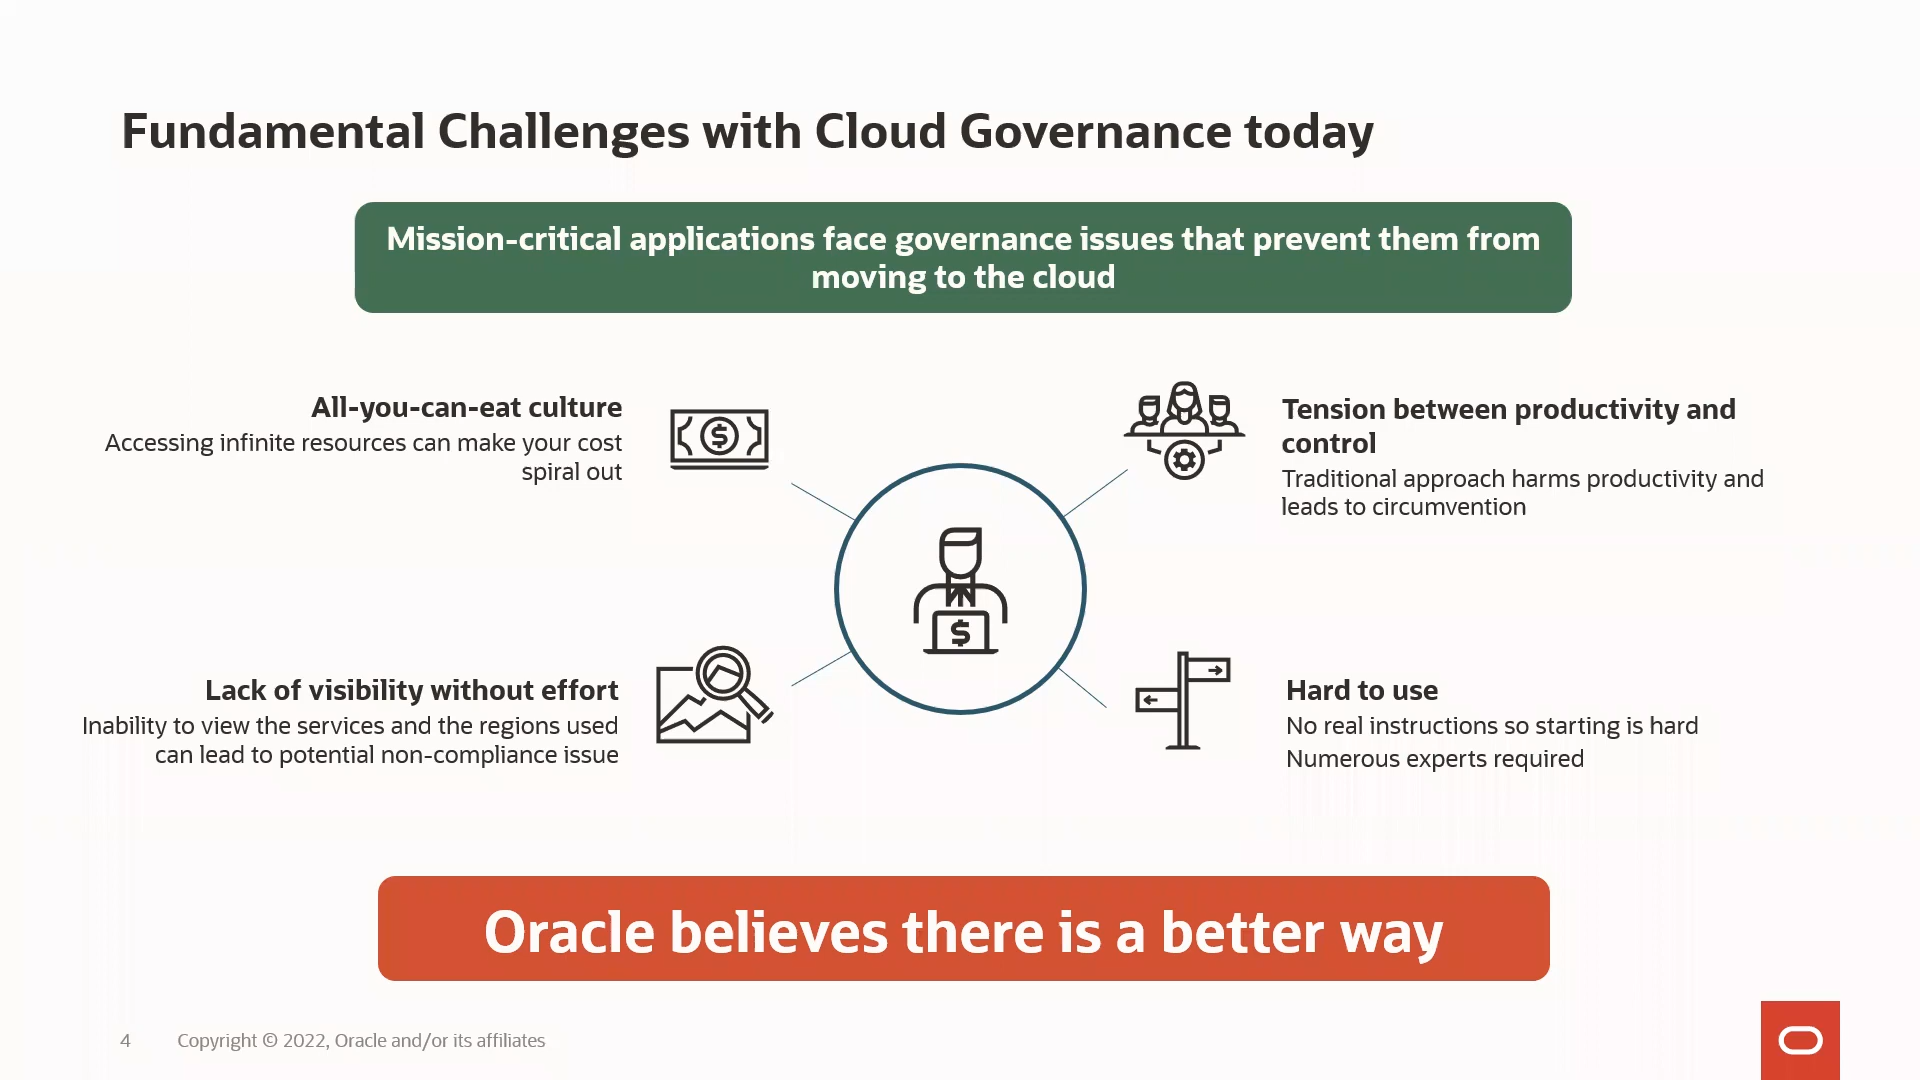 Fundamental Challenges with Cloud Governance today
Mission-critical applications face governance issues that prevent them from
moving to the cloud
All-you-can-eat culture
Accessing infinite resources can make your cost
spiral out
$
Tension between productivity and
control
Traditional approach harms productivity and
leads to circumvention
$
Lack of visibility without effort
Inability to view the services and the regions used
can lead to potential non-compliance issue
Hard to use
No real instructions so starting is hard
Numerous experts required
Oracle believes there is a better way
4 Copyright © 2022, Oracle and/or its affiliates